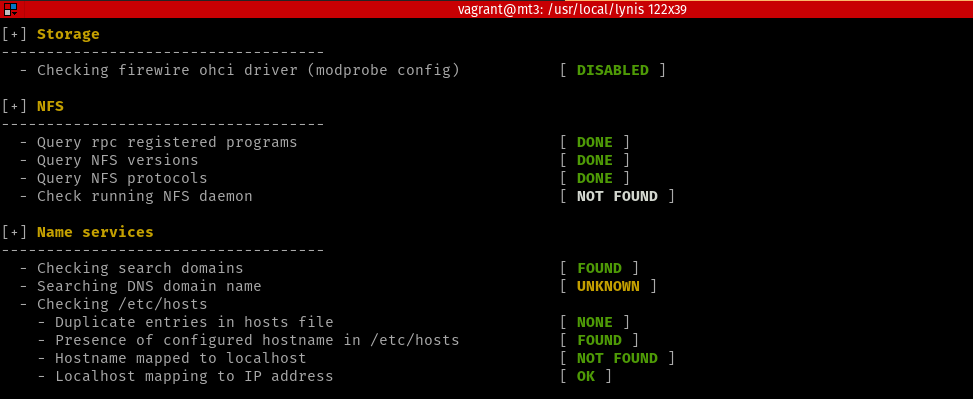 vagrant@mt3: /usr/local/lynis 122x39
[+] Storage
------------------------------------
  - Checking firewire ohci driver (modprobe config)           [ DISABLED ]
[+] NFS
------------------------------------
  - Query rpc registered programs                             [ DONE ]
  - Query NFS versions                                        [ DONE ]
  - Query NFS protocols                                       [ DONE ]
  - Check running NFS daemon                                  [ NOT FOUND ]
[+] Name services
------------------------------------
  - Checking search domains                                   [ FOUND ]
  - Searching DNS domain name                                 [ UNKNOWN ]
  - Checking /etc/hosts
    - Duplicate entries in hosts file                         [ NONE ]
    - Presence of configured hostname in /etc/hosts           [ FOUND ]
    - Hostname mapped to localhost                            [ NOT FOUND ]
    - Localhost mapping to IP address                         [ OK ]